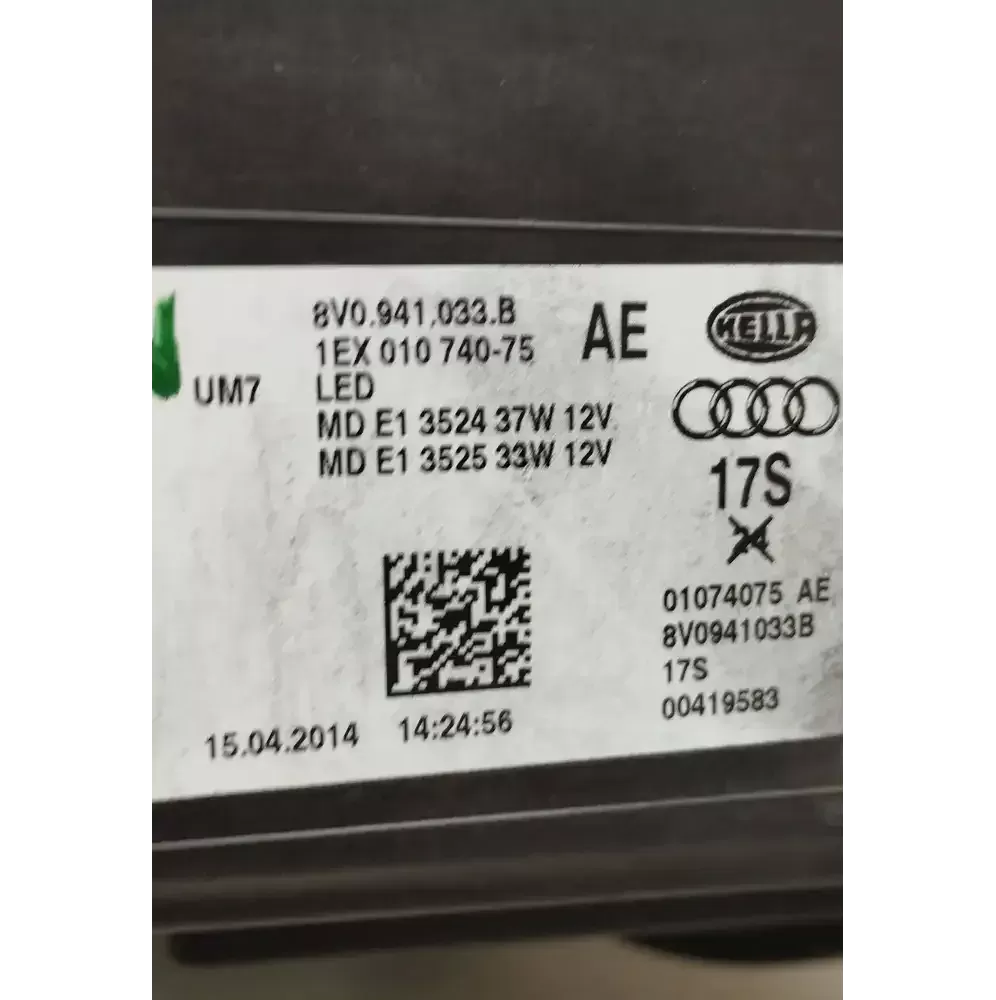 8V0.941.033.B
AE
HELLA
1EX 010 740-75
UM7
LED
MD E1 3524 37W 12V
MD E1 3525 33W 12V
17S
24
01074075 AE
8V0941033B
17S
00419583
15.04.2014 14:24:56